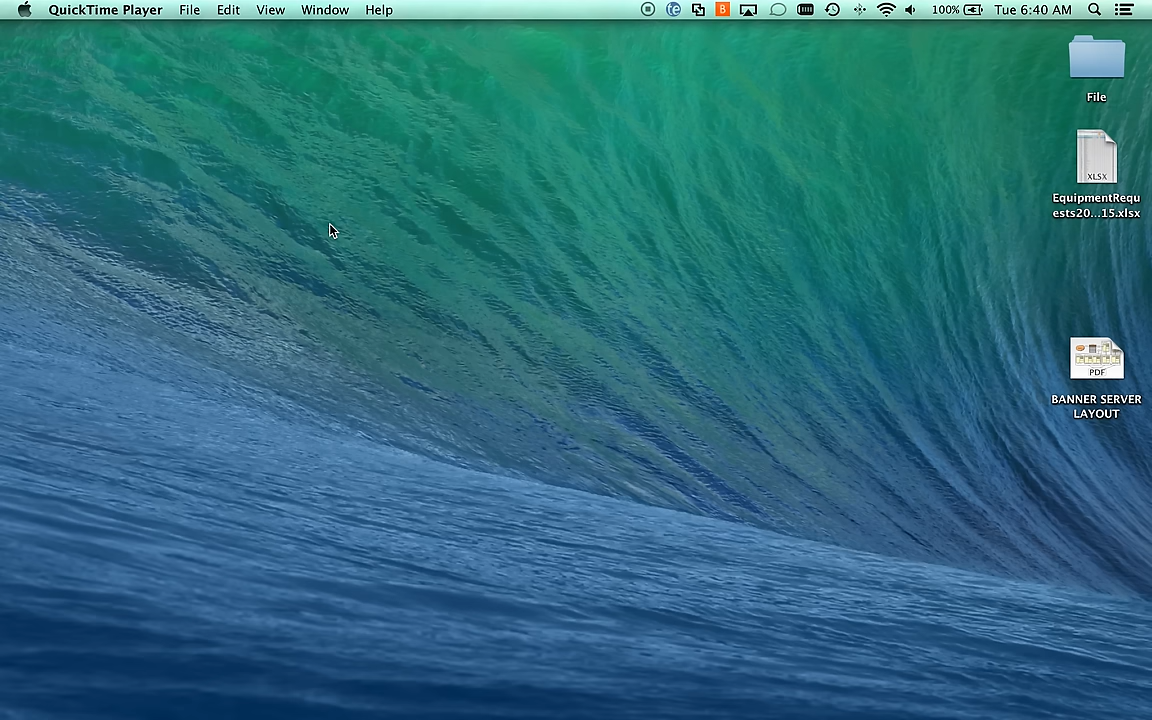 QuickTime Player File Edit View Window Help B 100% Tue 6:40 AM
File
XLSX
EquipmentRequ
ests20...15.xlsx
PDF
BANNER SERVER
LAYOUT